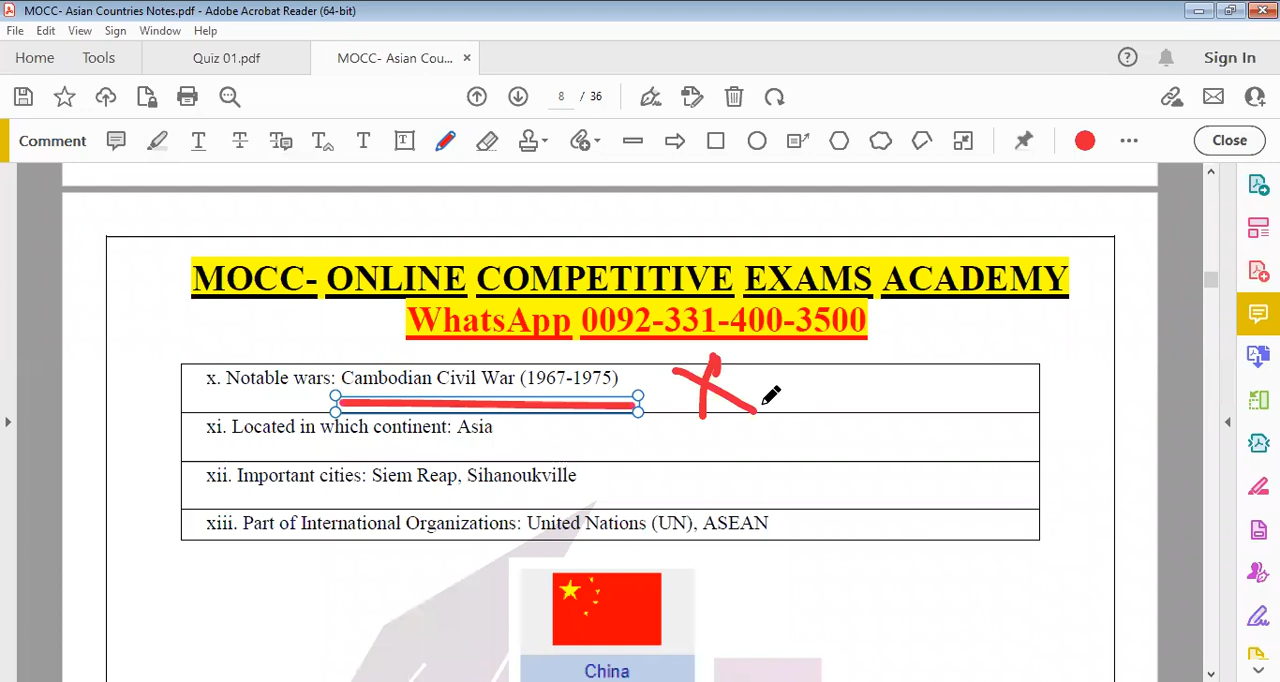 MOCC- Asian Countries Notes.pdf - Adobe Acrobat Reader (64-bit)
File Edit View Sign Window Help
Home Tools Quiz 01.pdf MOCC- Asian Cou... × Sign In
8 / 36
Comment Close
MOCC- ONLINE COMPETITIVE EXAMS ACADEMY
WhatsApp 0092-331-400-3500
x. Notable wars: Cambodian Civil War (1967-1975)
xi. Located in which continent: Asia
xii. Important cities: Siem Reap, Sihanoukville
xiii. Part of International Organizations: United Nations (UN), ASEAN
China